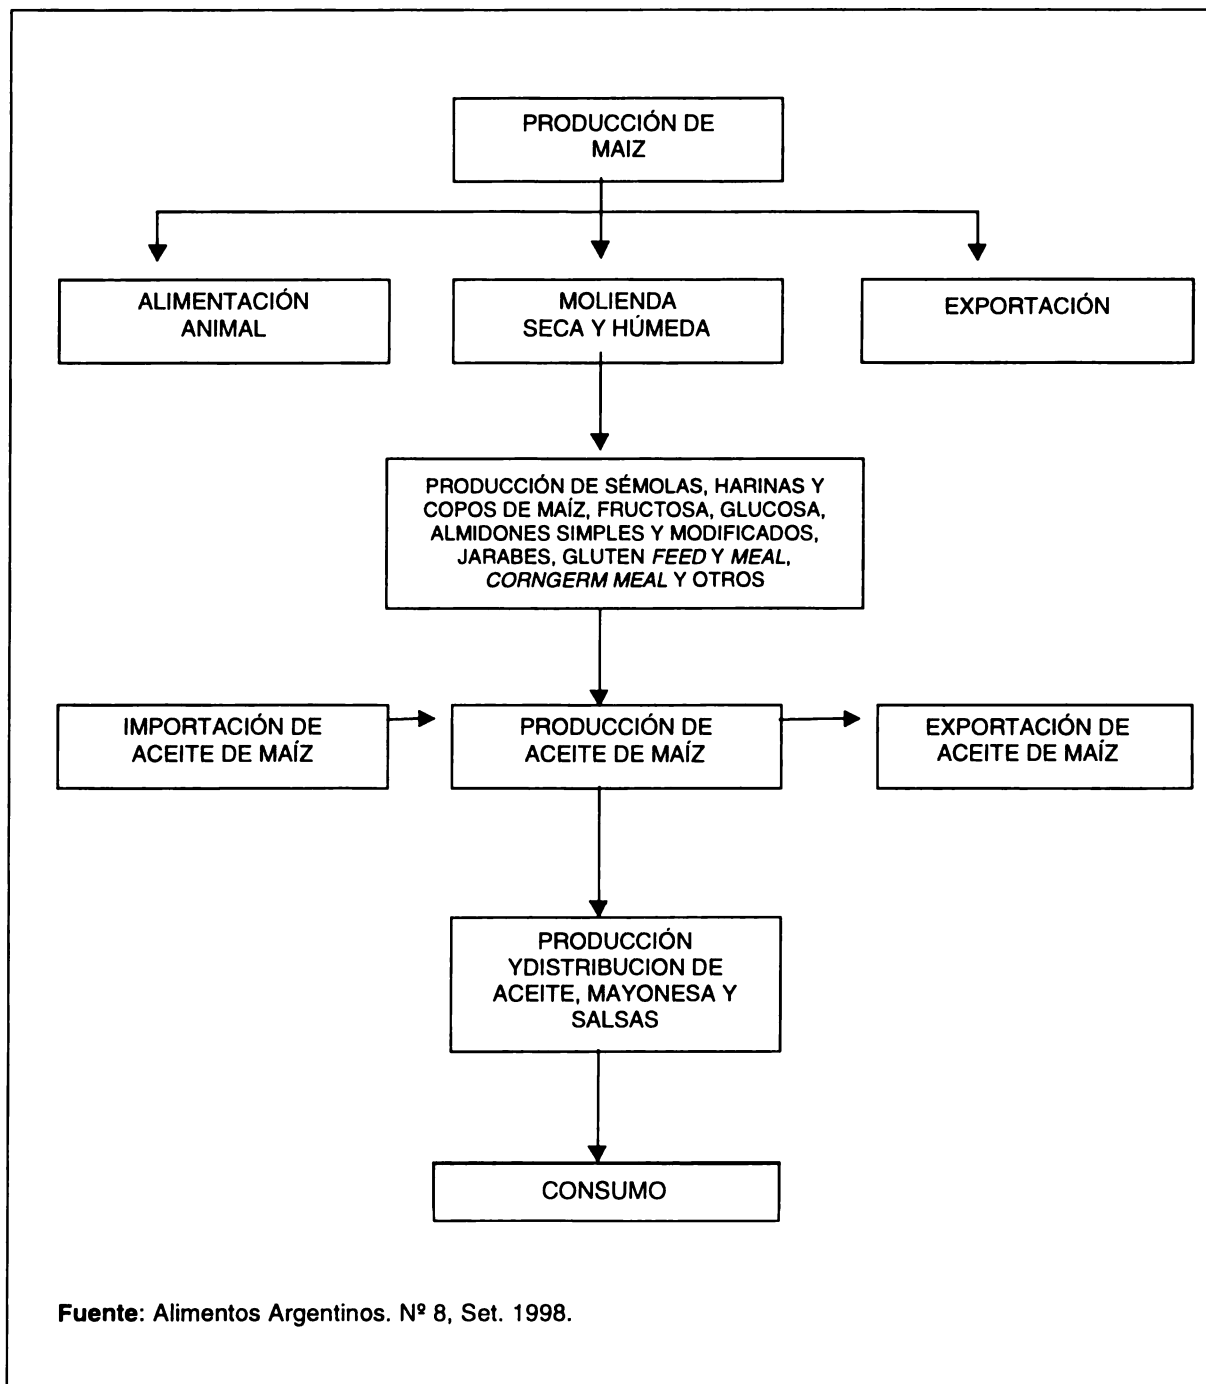 PRODUCCIÓN DE
MAIZ
ALIMENTACIÓN
ANIMAL
MOLIENDA
SECA Y HÚMEDA
EXPORTACIÓN
PRODUCCIÓN DE SÉMOLAS, HARINAS Y
COPOS DE MAÍZ, FRUCTOSA, GLUCOSA,
ALMIDONES SIMPLES Y MODIFICADOS,
JARABES, GLUTEN FEED Y MEAL,
CORNGERM MEAL Y OTROS
IMPORTACIÓN DE
ACEITE DE MAÍZ
PRODUCCIÓN DE
ACEITE DE MAÍZ
EXPORTACIÓN DE
ACEITE DE MAÍZ
PRODUCCIÓN
YDISTRIBUCION DE
ACEITE, MAYONESA Y
SALSAS
CONSUMO
Fuente: Alimentos Argentinos. Nº 8, Set. 1998.